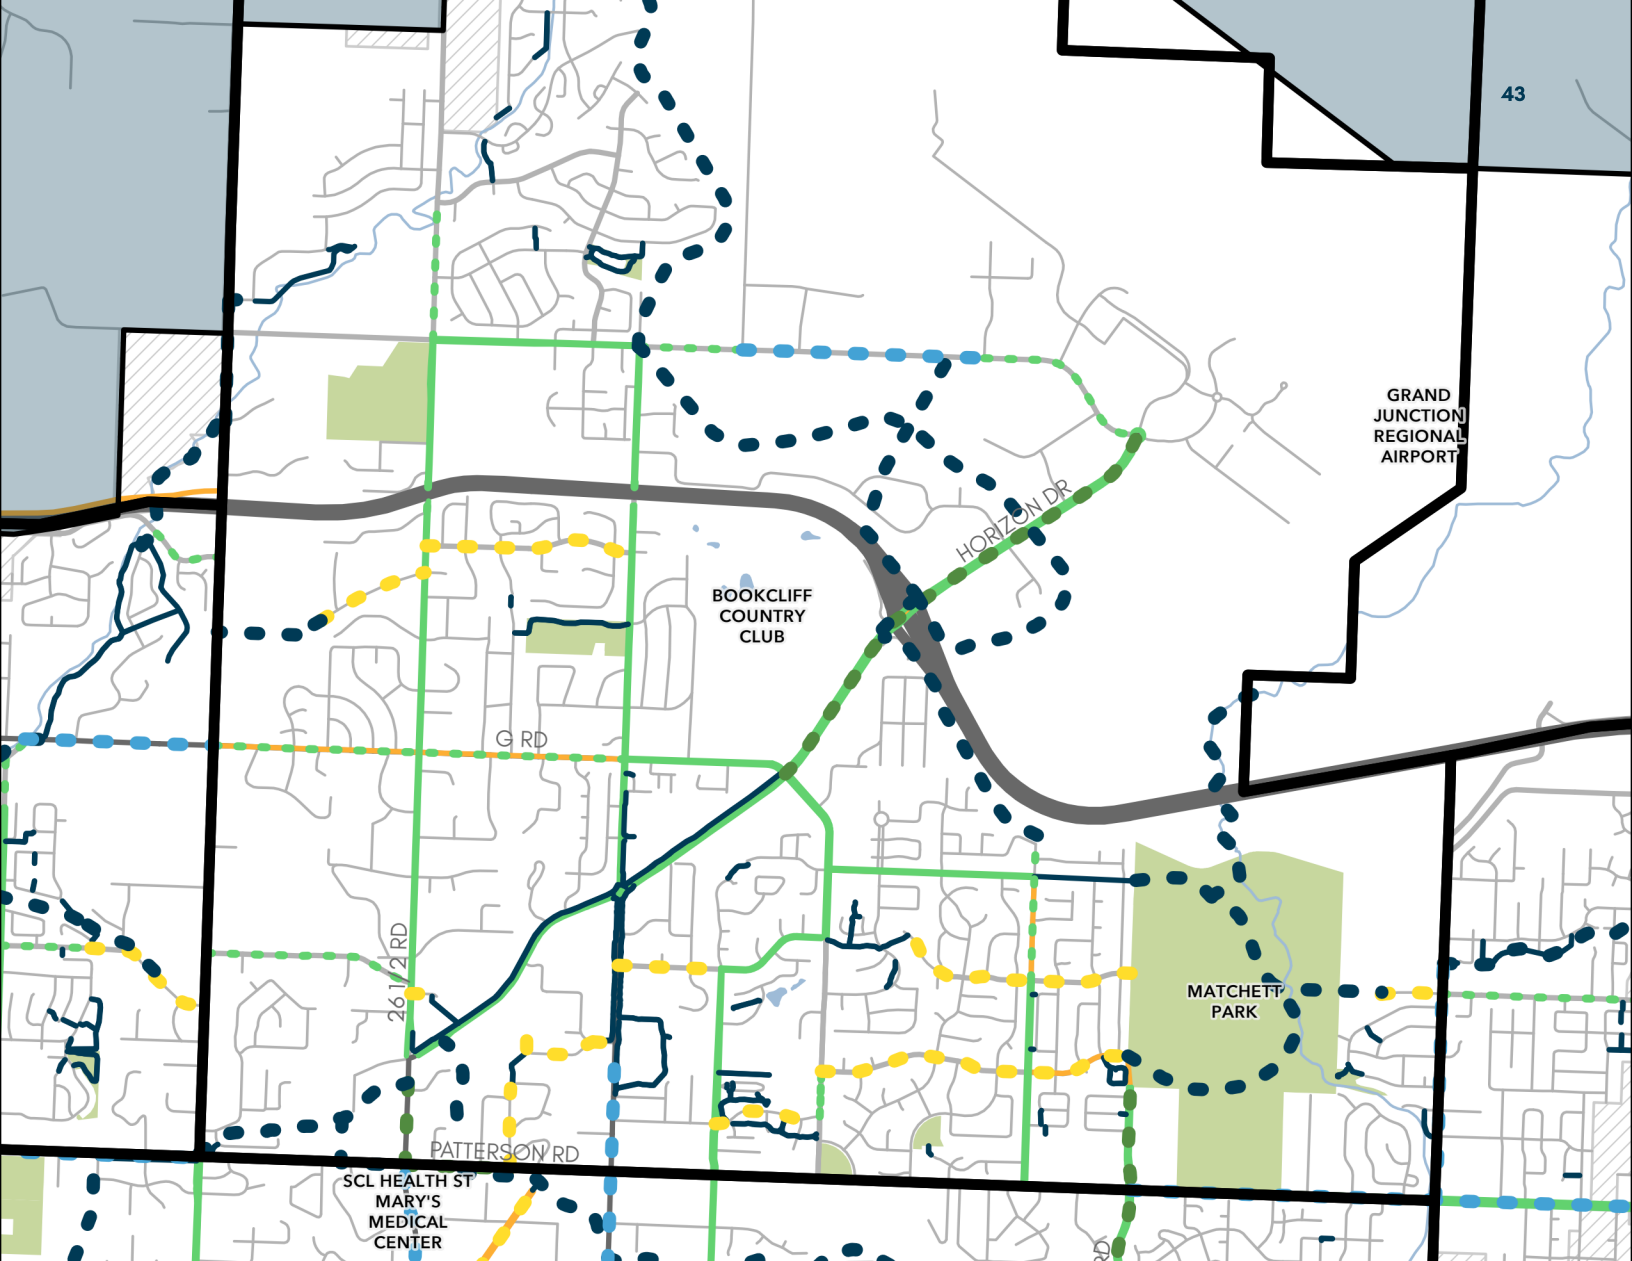 43
GRAND
JUNCTION
REGIONAL
AIRPORT
HORIZON DR
BOOKCLIFF
COUNTRY
CLUB
G RD
26 1/2 RD
MATCHETT
PARK
PATTERSON RD
SCL HEALTH ST
MARY'S
MEDICAL
CENTER
RD